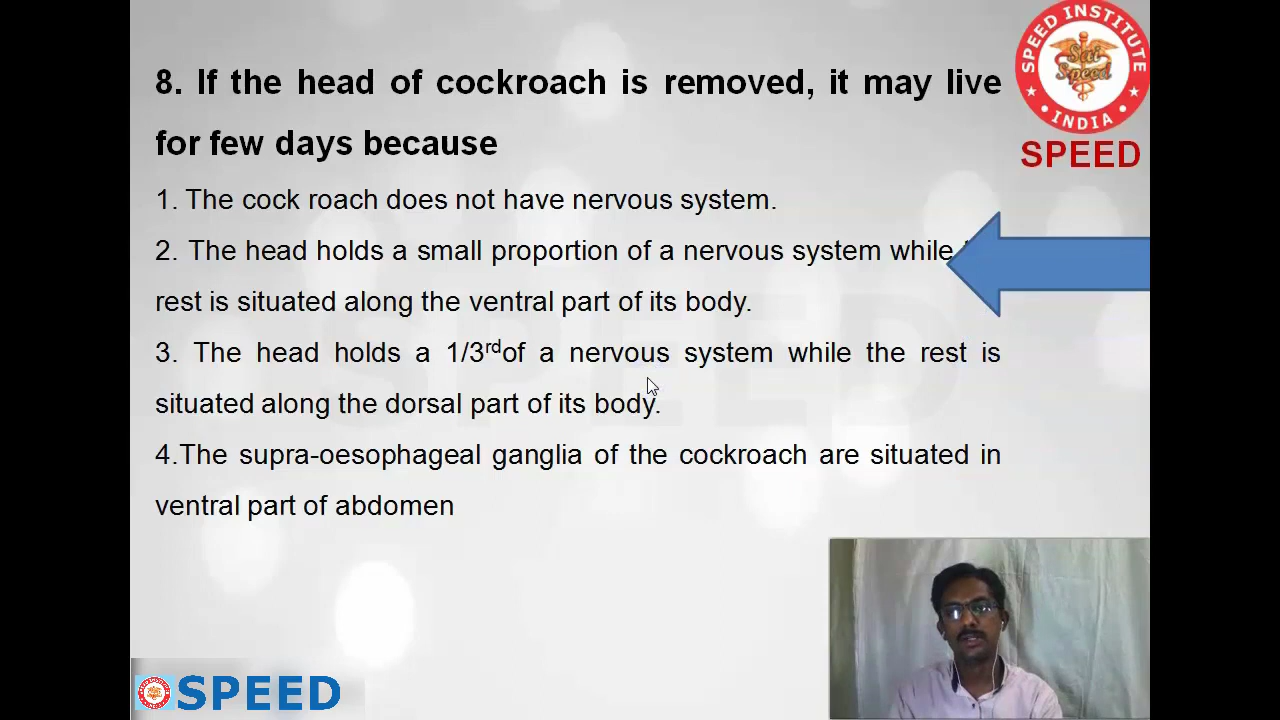 8. If the head of cockroach is removed, it may live
for few days because
1. The cock roach does not have nervous system.
2. The head holds a small proportion of a nervous system while
rest is situated along the ventral part of its body.
3. The head holds a 1/3rdof a nervous system while the rest is
situated along the dorsal part of its body.
4.The supra-oesophageal ganglia of the cockroach are situated in
ventral part of abdomen
SPEED INSTITUTE
Sai
Speed
INDIA
SPEED
SPEED
SPEED